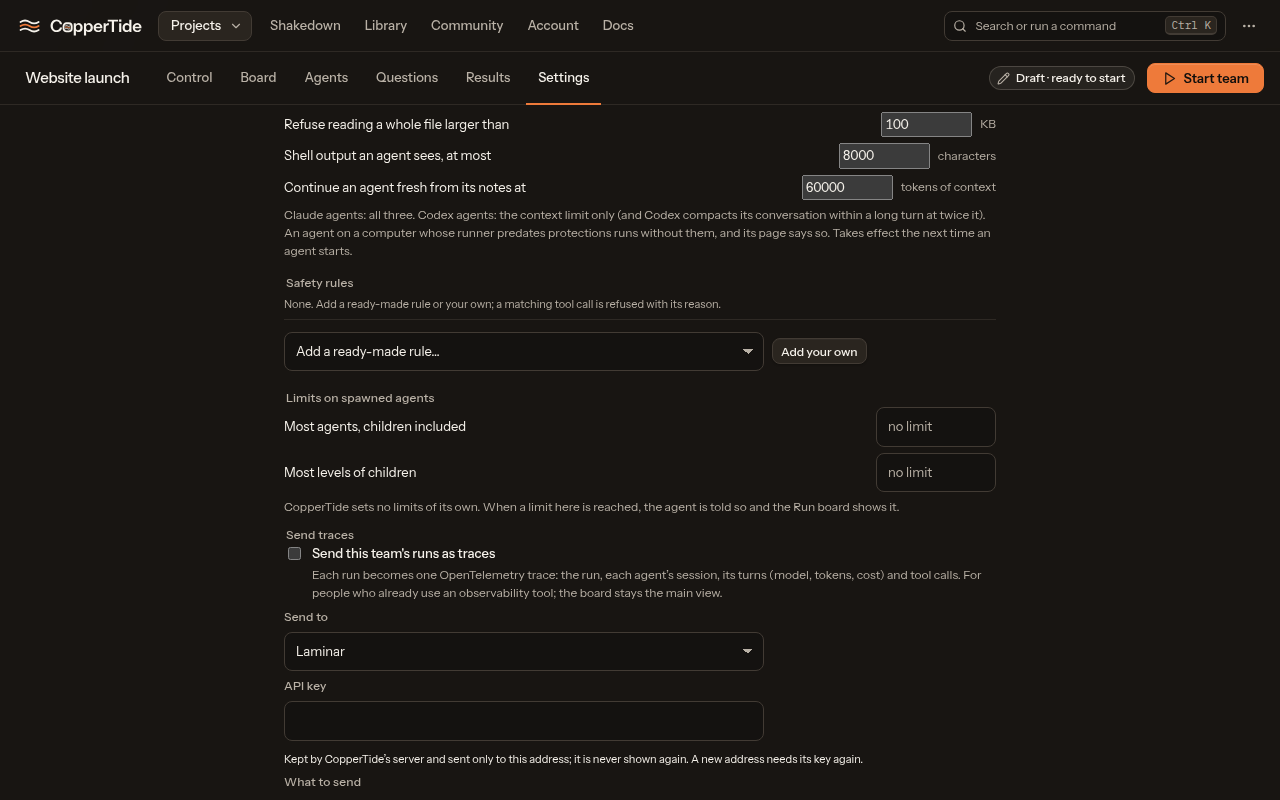 CopperTide
Projects
Shakedown
Library
Community
Account
Docs
Search or run a command
Ctrl K
Website launch
Control
Board
Agents
Questions
Results
Settings
Draft · ready to start
Start team
Refuse reading a whole file larger than
100
KB
Shell output an agent sees, at most
8000
characters
Continue an agent fresh from its notes at
60000
tokens of context
Claude agents: all three. Codex agents: the context limit only (and Codex compacts its conversation within a long turn at twice it).
An agent on a computer whose runner predates protections runs without them, and its page says so. Takes effect the next time an
agent starts.
Safety rules
None. Add a ready-made rule or your own; a matching tool call is refused with its reason.
Add a ready-made rule...
Add your own
Limits on spawned agents
Most agents, children included
no limit
Most levels of children
no limit
CopperTide sets no limits of its own. When a limit here is reached, the agent is told so and the Run board shows it.
Send traces
Send this team's runs as traces
Each run becomes one OpenTelemetry trace: the run, each agent's session, its turns (model, tokens, cost) and tool calls. For
people who already use an observability tool; the board stays the main view.
Send to
Laminar
API key
Kept by CopperTide's server and sent only to this address; it is never shown again. A new address needs its key again.
What to send